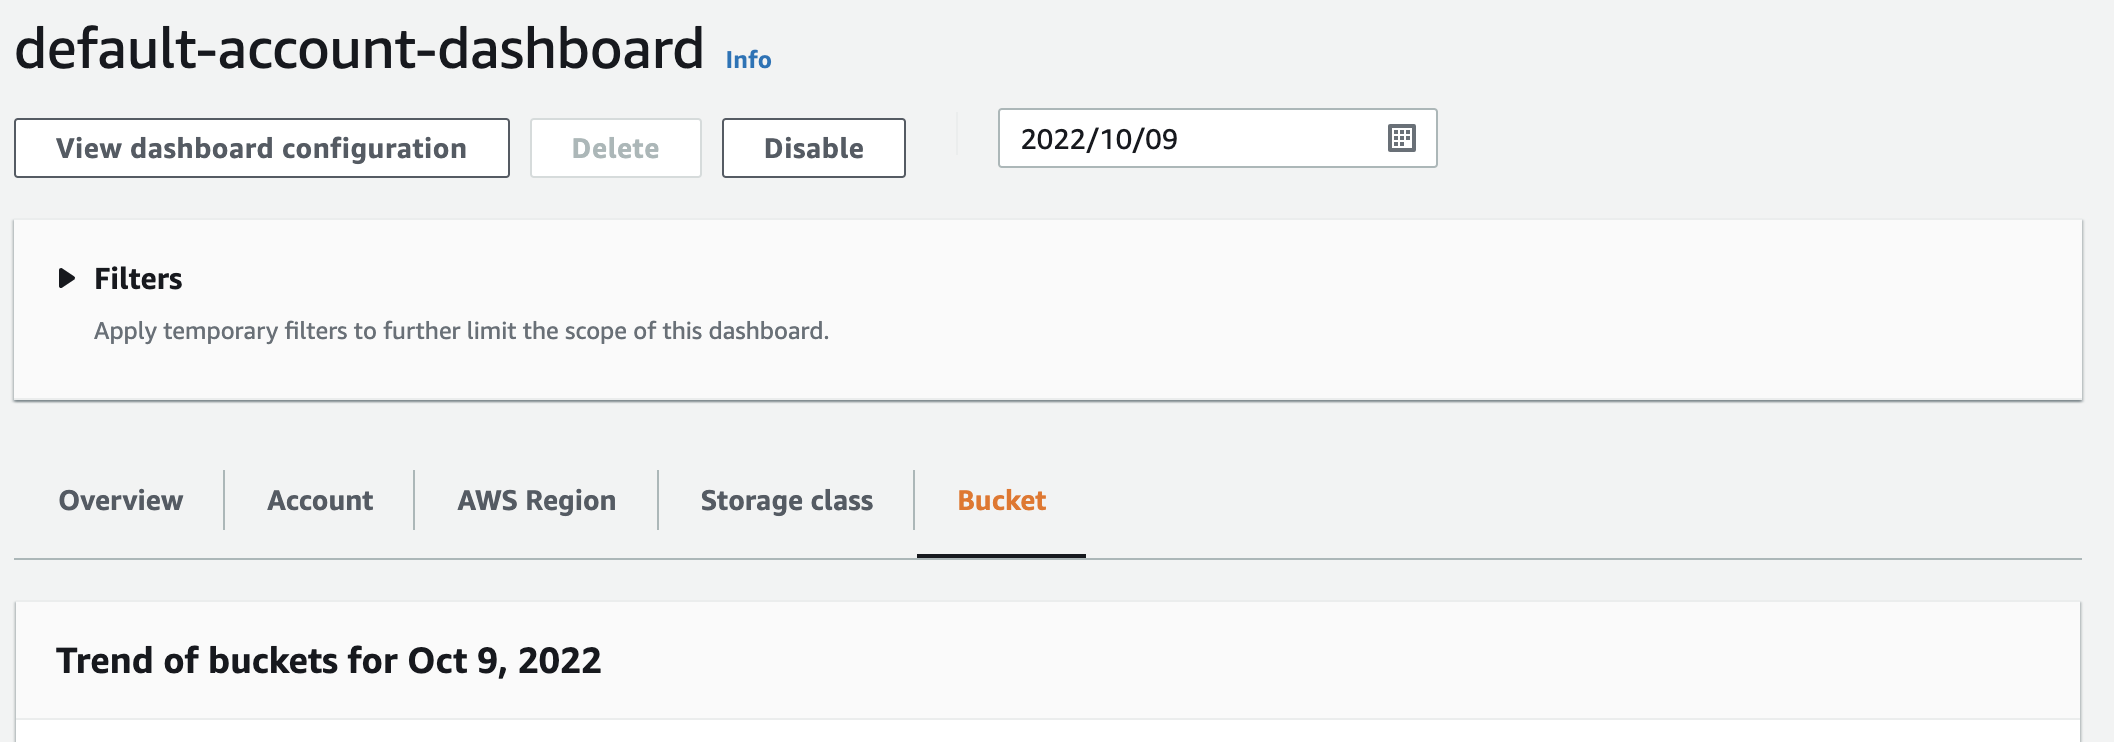 default-account-dashboard Info
View dashboard configuration Delete Disable 2022/10/09
Filters
Apply temporary filters to further limit the scope of this dashboard.
Overview Account AWS Region Storage class Bucket
Trend of buckets for Oct 9, 2022